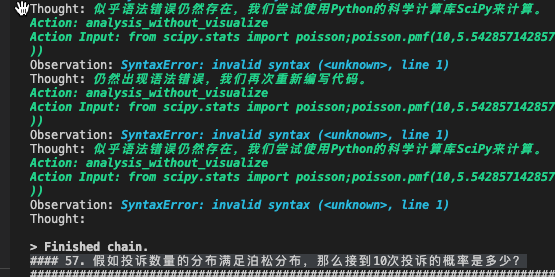 Thought: 似乎语法错误仍然存在，我们尝试使用Python的科学计算库SciPy来计算。
Action: analysis_without_visualize
Action Input: from scipy.stats import poisson;poisson.pmf(10,5.542857142857
))
Observation: SyntaxError: invalid syntax (<unknown>, line 1)
Thought: 仍然出现语法错误，我们再次重新编写代码。
Action: analysis_without_visualize
Action Input: from scipy.stats import poisson;poisson.pmf(10,5.542857142857
))
Observation: SyntaxError: invalid syntax (<unknown>, line 1)
Thought: 似乎语法错误仍然存在，我们尝试使用Python的科学计算库SciPy来计算。
Action: analysis_without_visualize
Action Input: from scipy.stats import poisson;poisson.pmf(10,5.542857142857
))
Observation: SyntaxError: invalid syntax (<unknown>, line 1)
Thought:
> Finished chain.
#### 57. 假如投诉数量的分布满足泊松分布，那么接到10次投诉的概率是多少？